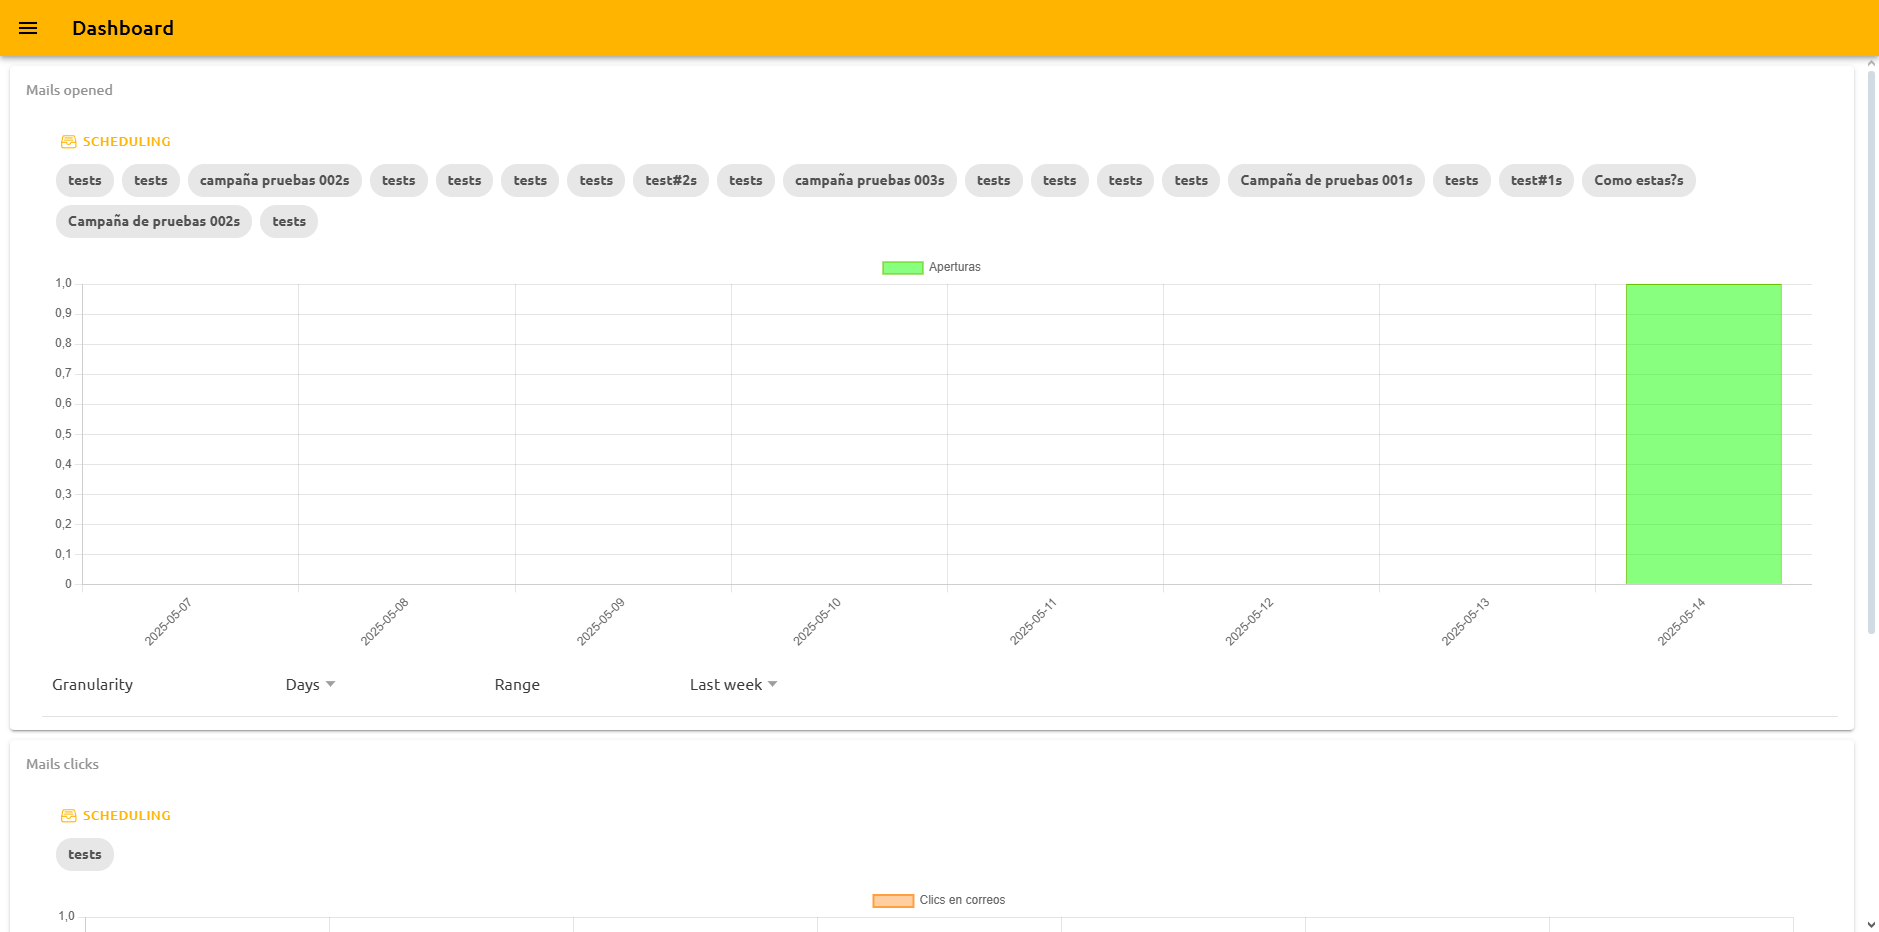 Dashboard
Mails opened
SCHEDULING
tests tests campaña pruebas 002s tests tests tests tests test#2s tests campaña pruebas 003s tests tests tests tests Campaña de pruebas 001s tests test#1s Como estas?s
Campaña de pruebas 002s tests
Aperturas
1,0
0,9
0,8
0,7
0,6
0,5
0,4
0,3
0,2
0,1
0
2025-05-07 2025-05-08 2025-05-09 2025-05-10 2025-05-11 2025-05-12 2025-05-13 2025-05-14
Granularity Days Range Last week
Mails clicks
SCHEDULING
tests
Clics en correos
1,0